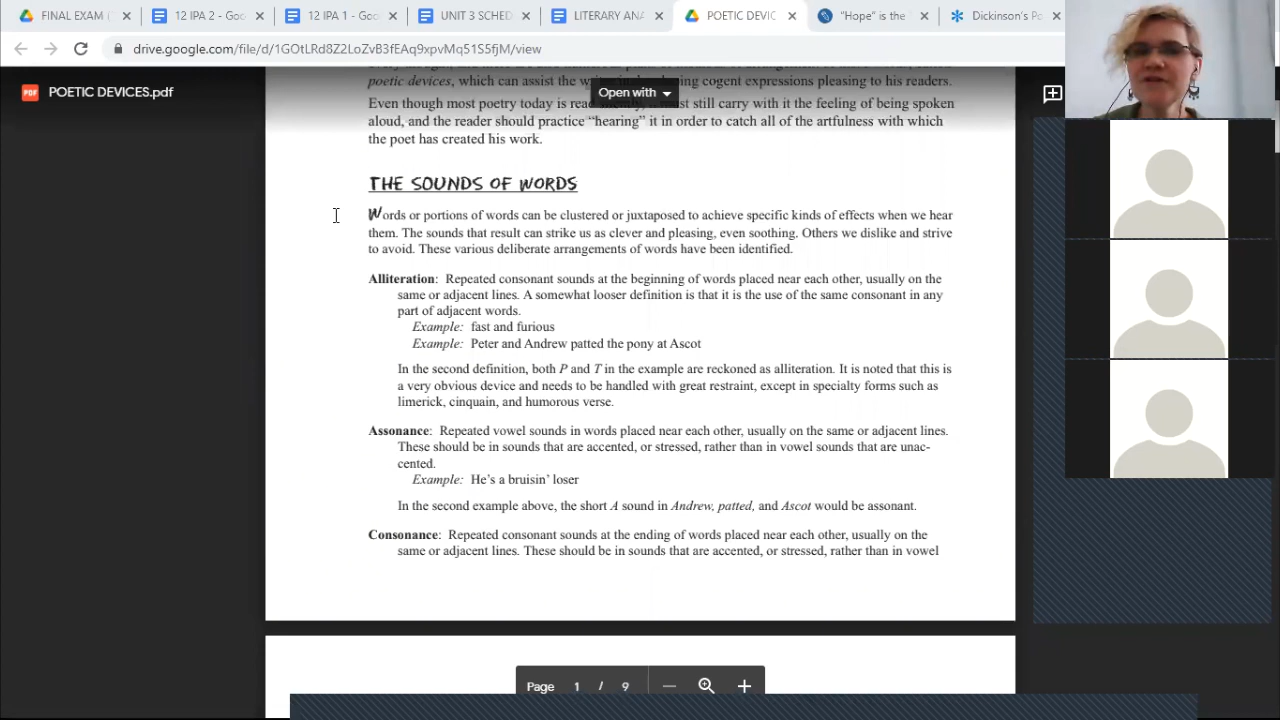 FINAL EXAM (
12 IPA 2 - Goo
12 IPA 1 - Goo
UNIT 3 SCHED
LITERARY ANA
POETIC DEVIC
"Hope" is the
Dickinson's Po
drive.google.com/file/d/1GOtLRd8Z2LoZvB3fEAq9xpvMq51S5fjM/view
PDF POETIC DEVICES.pdf
Open with
poetic devices, which can assist the cogent expressions pleasing to his readers.
Even though most poetry today is read must still carry with it the feeling of being spoken
aloud, and the reader should practice “hearing” it in order to catch all of the artfulness with which
the poet has created his work.
THE SOUNDS OF WORDS
Words or portions of words can be clustered or juxtaposed to achieve specific kinds of effects when we hear
them. The sounds that result can strike us as clever and pleasing, even soothing. Others we dislike and strive
to avoid. These various deliberate arrangements of words have been identified.
Alliteration: Repeated consonant sounds at the beginning of words placed near each other, usually on the
same or adjacent lines. A somewhat looser definition is that it is the use of the same consonant in any
part of adjacent words.
Example: fast and furious
Example: Peter and Andrew patted the pony at Ascot
In the second definition, both P and T in the example are reckoned as alliteration. It is noted that this is
a very obvious device and needs to be handled with great restraint, except in specialty forms such as
limerick, cinquain, and humorous verse.
Assonance: Repeated vowel sounds in words placed near each other, usually on the same or adjacent lines.
These should be in sounds that are accented, or stressed, rather than in vowel sounds that are unac-
cented.
Example: He’s a bruisin’ loser
In the second example above, the short A sound in Andrew, patted, and Ascot would be assonant.
Consonance: Repeated consonant sounds at the ending of words placed near each other, usually on the
same or adjacent lines. These should be in sounds that are accented, or stressed, rather than in vowel
Page 1 / 9